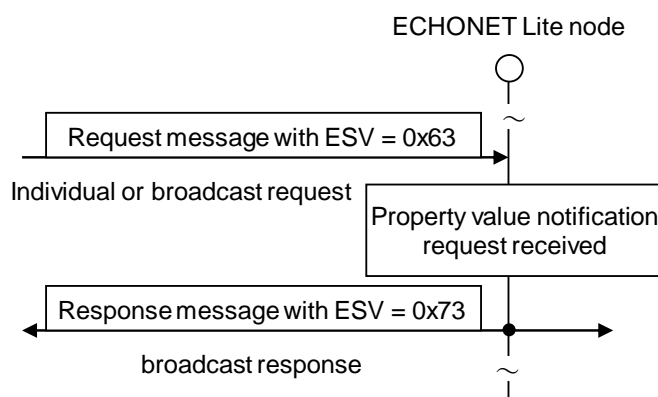 ECHONET Lite node
Request message with ESV = 0x63
Individual or broadcast request
Property value notification
request received
Response message with ESV = 0x73
broadcast response